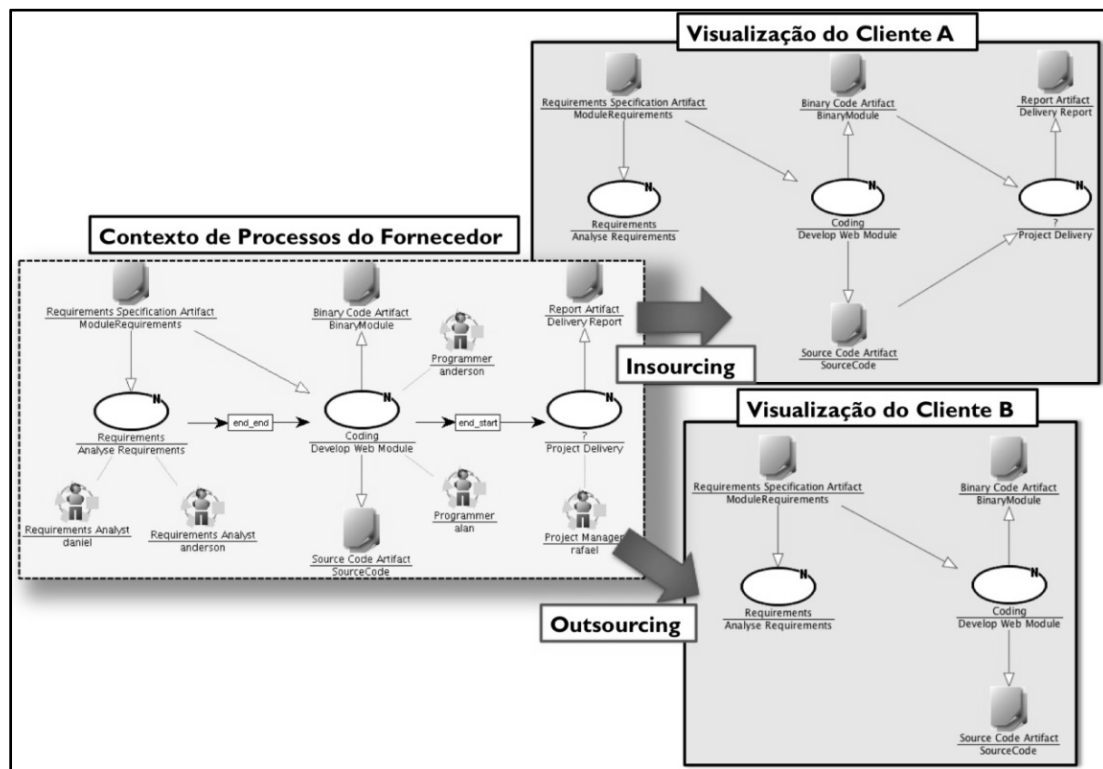 Visualização do Cliente A
Requirements Specification Artifact
ModuleRequirements
Binary Code Artifact
BinaryModule
Report Artifact
Delivery Report
N
Requirements
Analyse Requirements
N
Coding
Develop Web Module
N
?
Project Delivery
Source Code Artifact
SourceCode
Contexto de Processos do Fornecedor
Requirements Specification Artifact
ModuleRequirements
Binary Code Artifact
BinaryModule
Report Artifact
Delivery Report
Programmer
anderson
N
Requirements
Analyse Requirements
end_end
N
Coding
Develop Web Module
end_start
N
?
Project Delivery
Requirements Analyst
daniel
Requirements Analyst
anderson
Programmer
alan
Project Manager
rafael
Source Code Artifact
SourceCode
Insourcing
Outsourcing
Visualização do Cliente B
Requirements Specification Artifact
ModuleRequirements
Binary Code Artifact
BinaryModule
N
Requirements
Analyse Requirements
N
Coding
Develop Web Module
Source Code Artifact
SourceCode